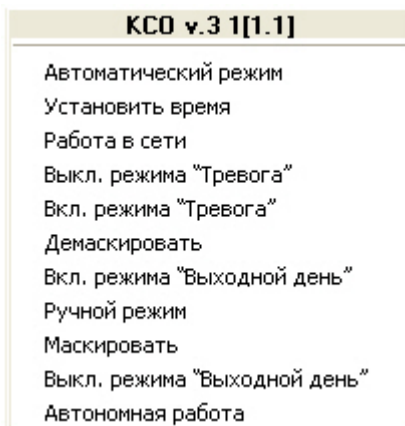 КСО v.3 1[1.1]
Автоматический режим
Установить время
Работа в сети
Выкл. режима "Тревога"
Вкл. режима "Тревога"
Демаскировать
Вкл. режима "Выходной день"
Ручной режим
Маскировать
Выкл. режима "Выходной день"
Автономная работа